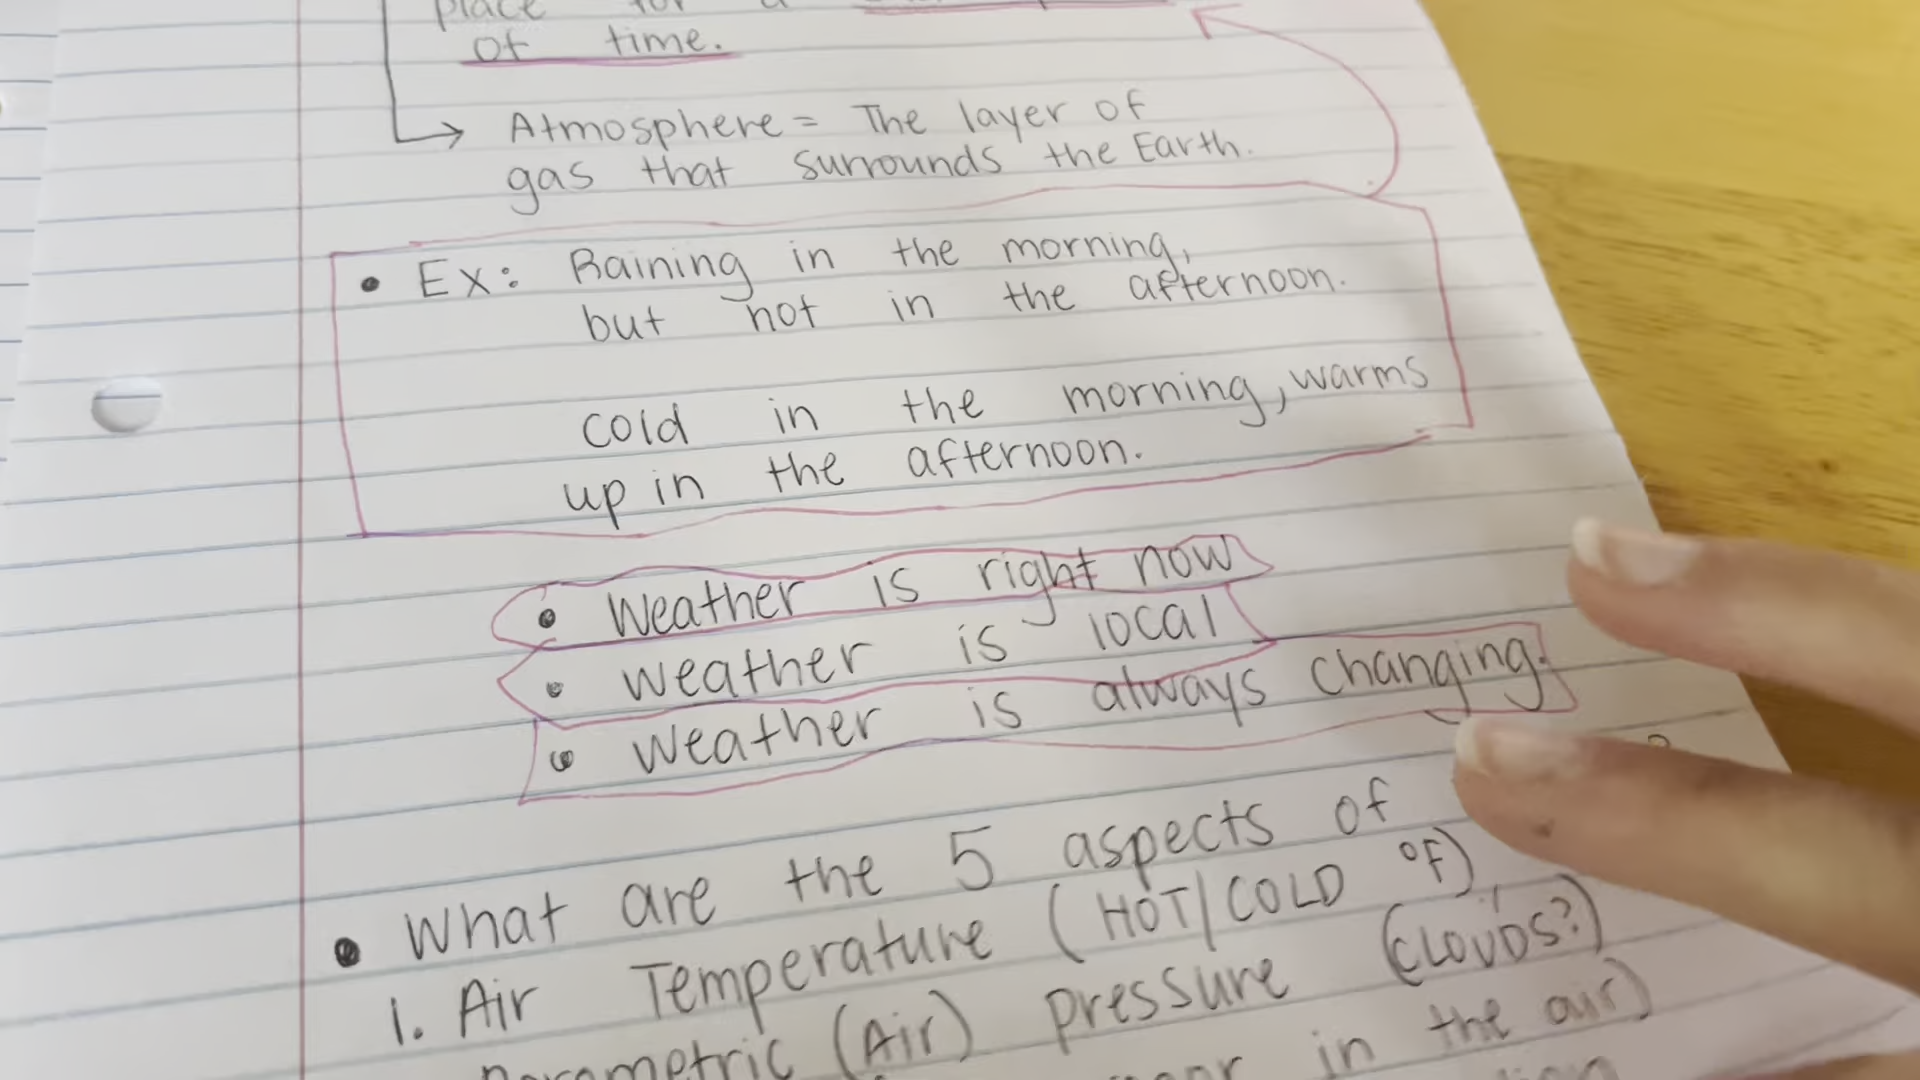 place for a
of time.
Atmosphere = The layer of
gas that surrounds the Earth.
• Ex: Raining in the morning,
but not in the afternoon.
cold in the morning, warms
up in the afternoon.
• Weather is right now
• weather is local
• weather is always changing.
• What are the 5 aspects of
1. Air Temperature (HOT/COLD °F)
(Air) pressure (CLOUDS?)
in the air)